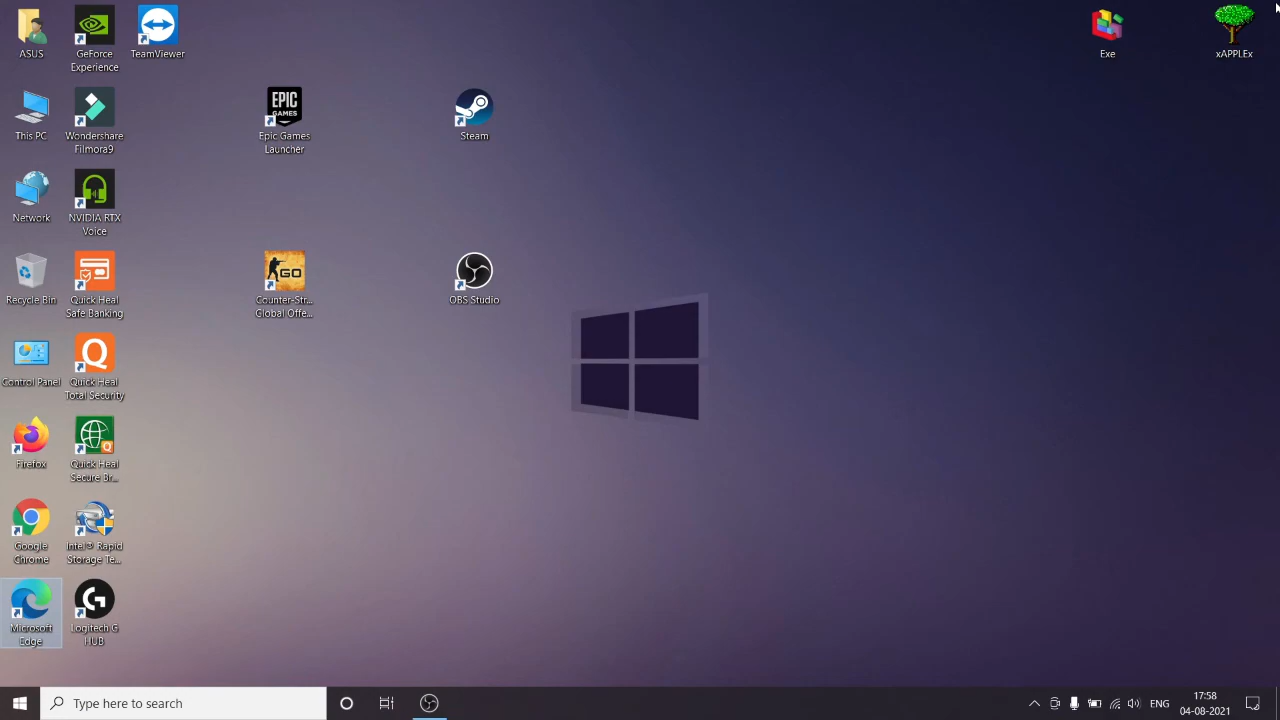 ASUS
GeForce
Experience
TeamViewer
Exe
xAPPLEx
This PC
Wondershare
Filmora9
EPIC
GAMES
Epic Games
Launcher
Steam
Network
NVIDIA RTX
Voice
Recycle Bin
Quick Heal
Safe Banking
GO
Counter-Str...
Global Offe...
OBS Studio
Control Panel
Quick Heal
Total Security
Firefox
Quick Heal
Secure Br...
Google
Chrome
Intel® Rapid
Storage Te...
Microsoft
Edge
Logitech G
HUB
Type here to search
ENG
17:58
04-08-2021